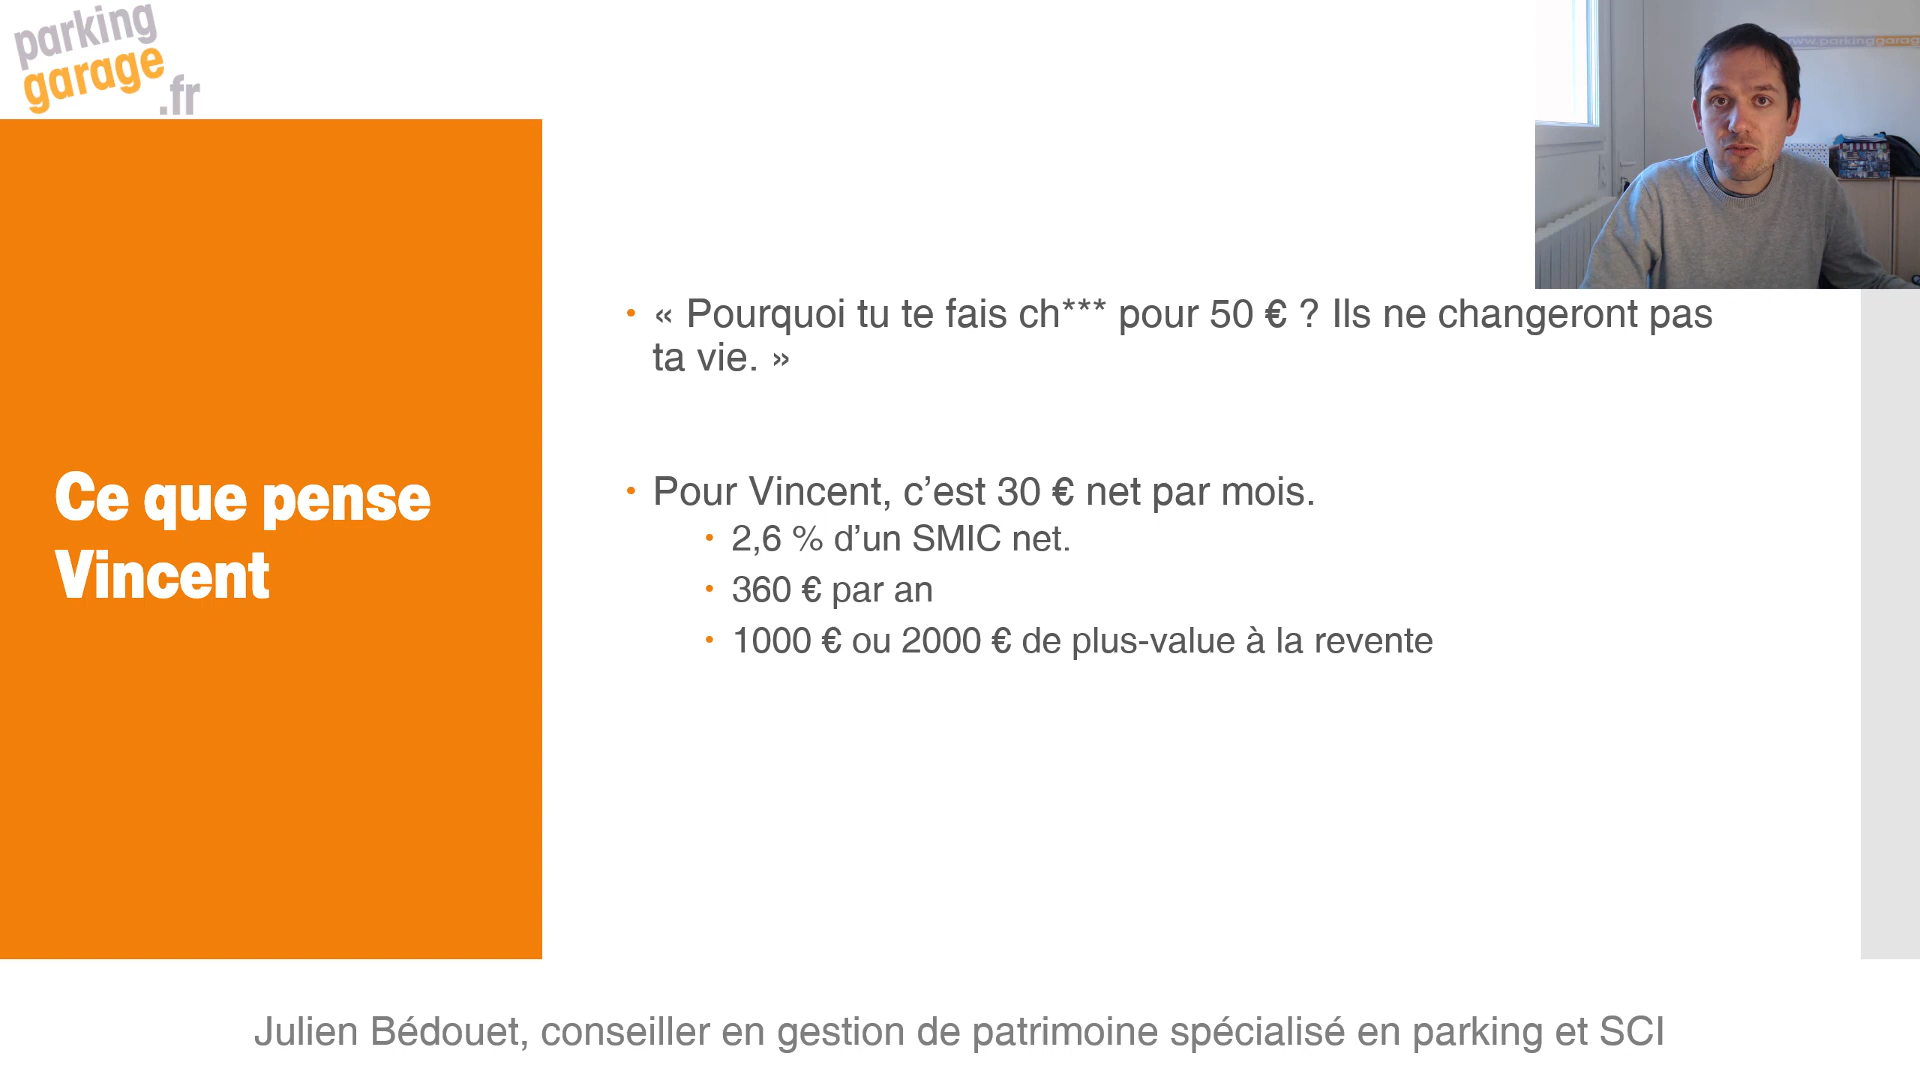 parking
garage
.fr
www.parkinggarag
• « Pourquoi tu te fais ch*** pour 50 € ? Ils ne changeront pas
ta vie. »
Ce que pense
Vincent
• Pour Vincent, c’est 30 € net par mois.
• 2,6 % d’un SMIC net.
• 360 € par an
• 1000 € ou 2000 € de plus-value à la revente
Julien Bédouet, conseiller en gestion de patrimoine spécialisé en parking et SCI